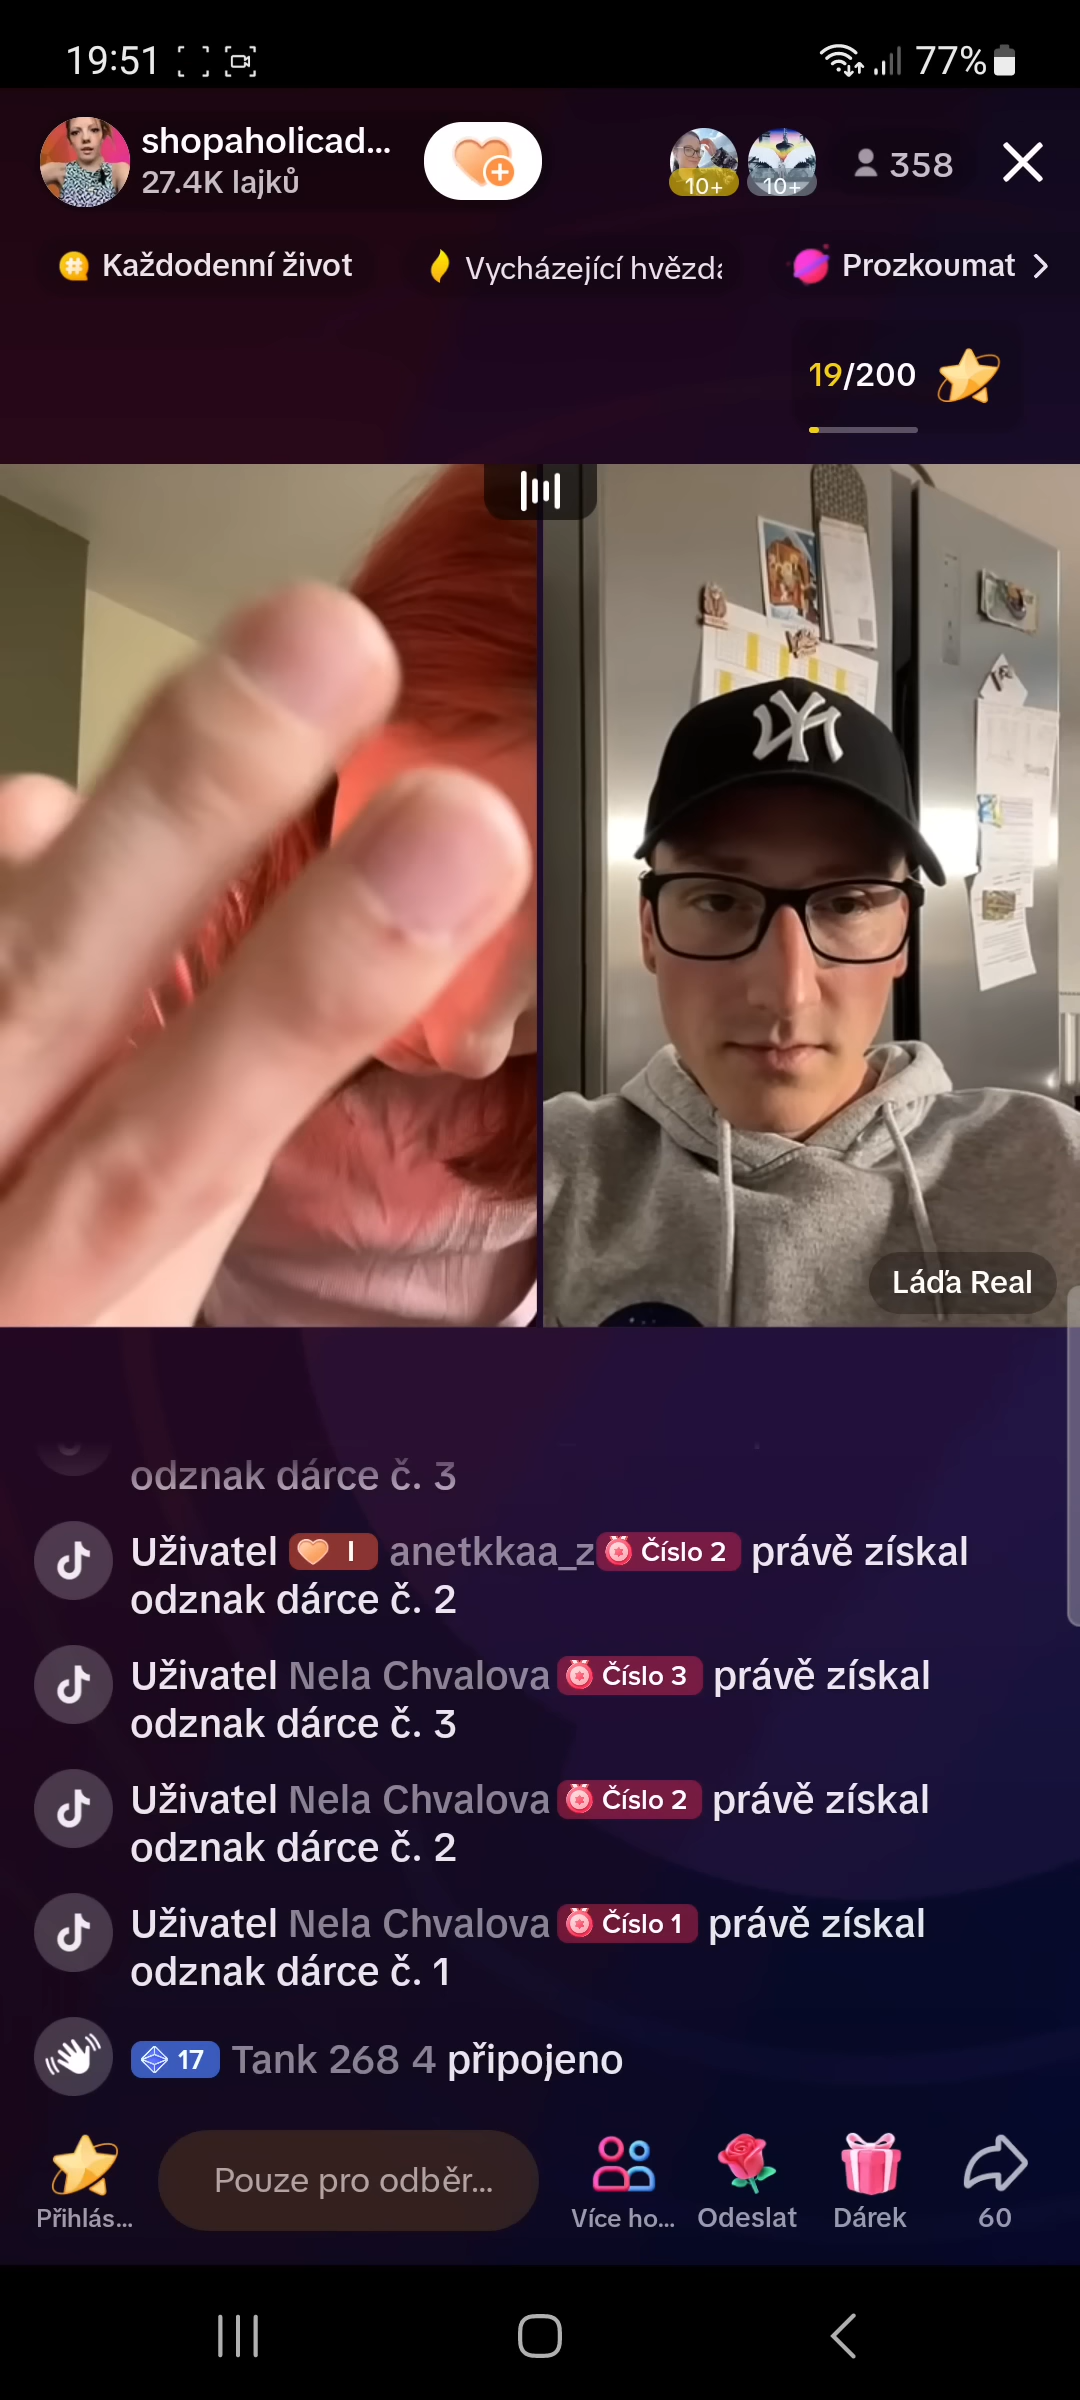 19:51
77%
shopaholicad...
27.4K lajků
10+
10+
358
Každodenní život
Vycházející hvězda
Prozkoumat
19/200
NY
Láďa Real
odznak dárce č. 3
Uživatel I anetkkaa_z Číslo 2 právě získal
odznak dárce č. 2
Uživatel Nela Chvalova Číslo 3 právě získal
odznak dárce č. 3
Uživatel Nela Chvalova Číslo 2 právě získal
odznak dárce č. 2
Uživatel Nela Chvalova Číslo 1 právě získal
odznak dárce č. 1
17 Tank 268 4 připojeno
Přihlás...
Pouze pro odběr...
Více ho...
Odeslat
Dárek
60